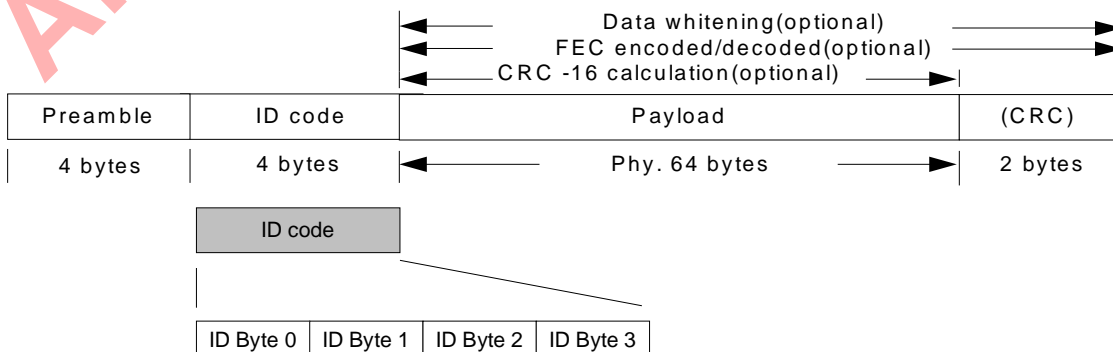 Data whitening(optional)
FEC encoded/decoded(optional)
CRC -16 calculation(optional)
Preamble ID code Payload (CRC)
4 bytes 4 bytes Phy. 64 bytes 2 bytes
ID code
ID Byte 0 ID Byte 1 ID Byte 2 ID Byte 3